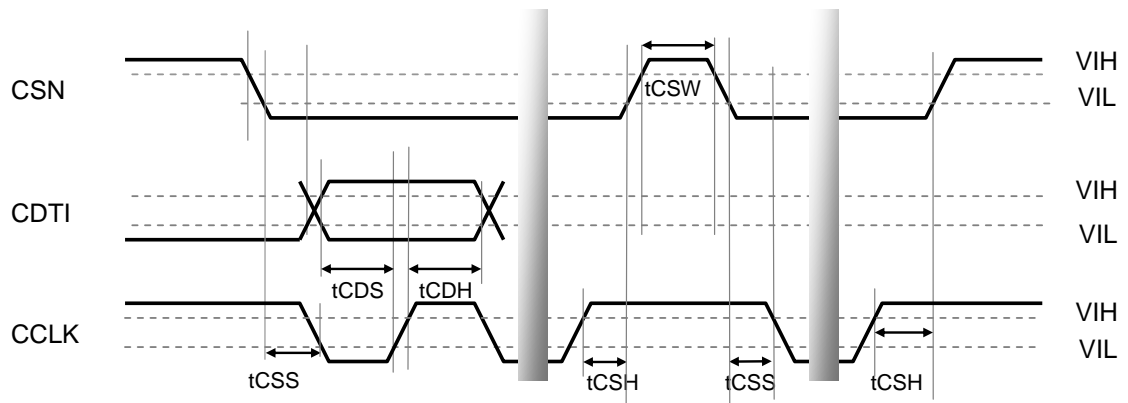 VIH
CSN
tCSW
VIL
VIH
CDTI
VIL
tCDS
tCDH
VIH
CCLK
VIL
tCSS
tCSH
tCSS
tCSH